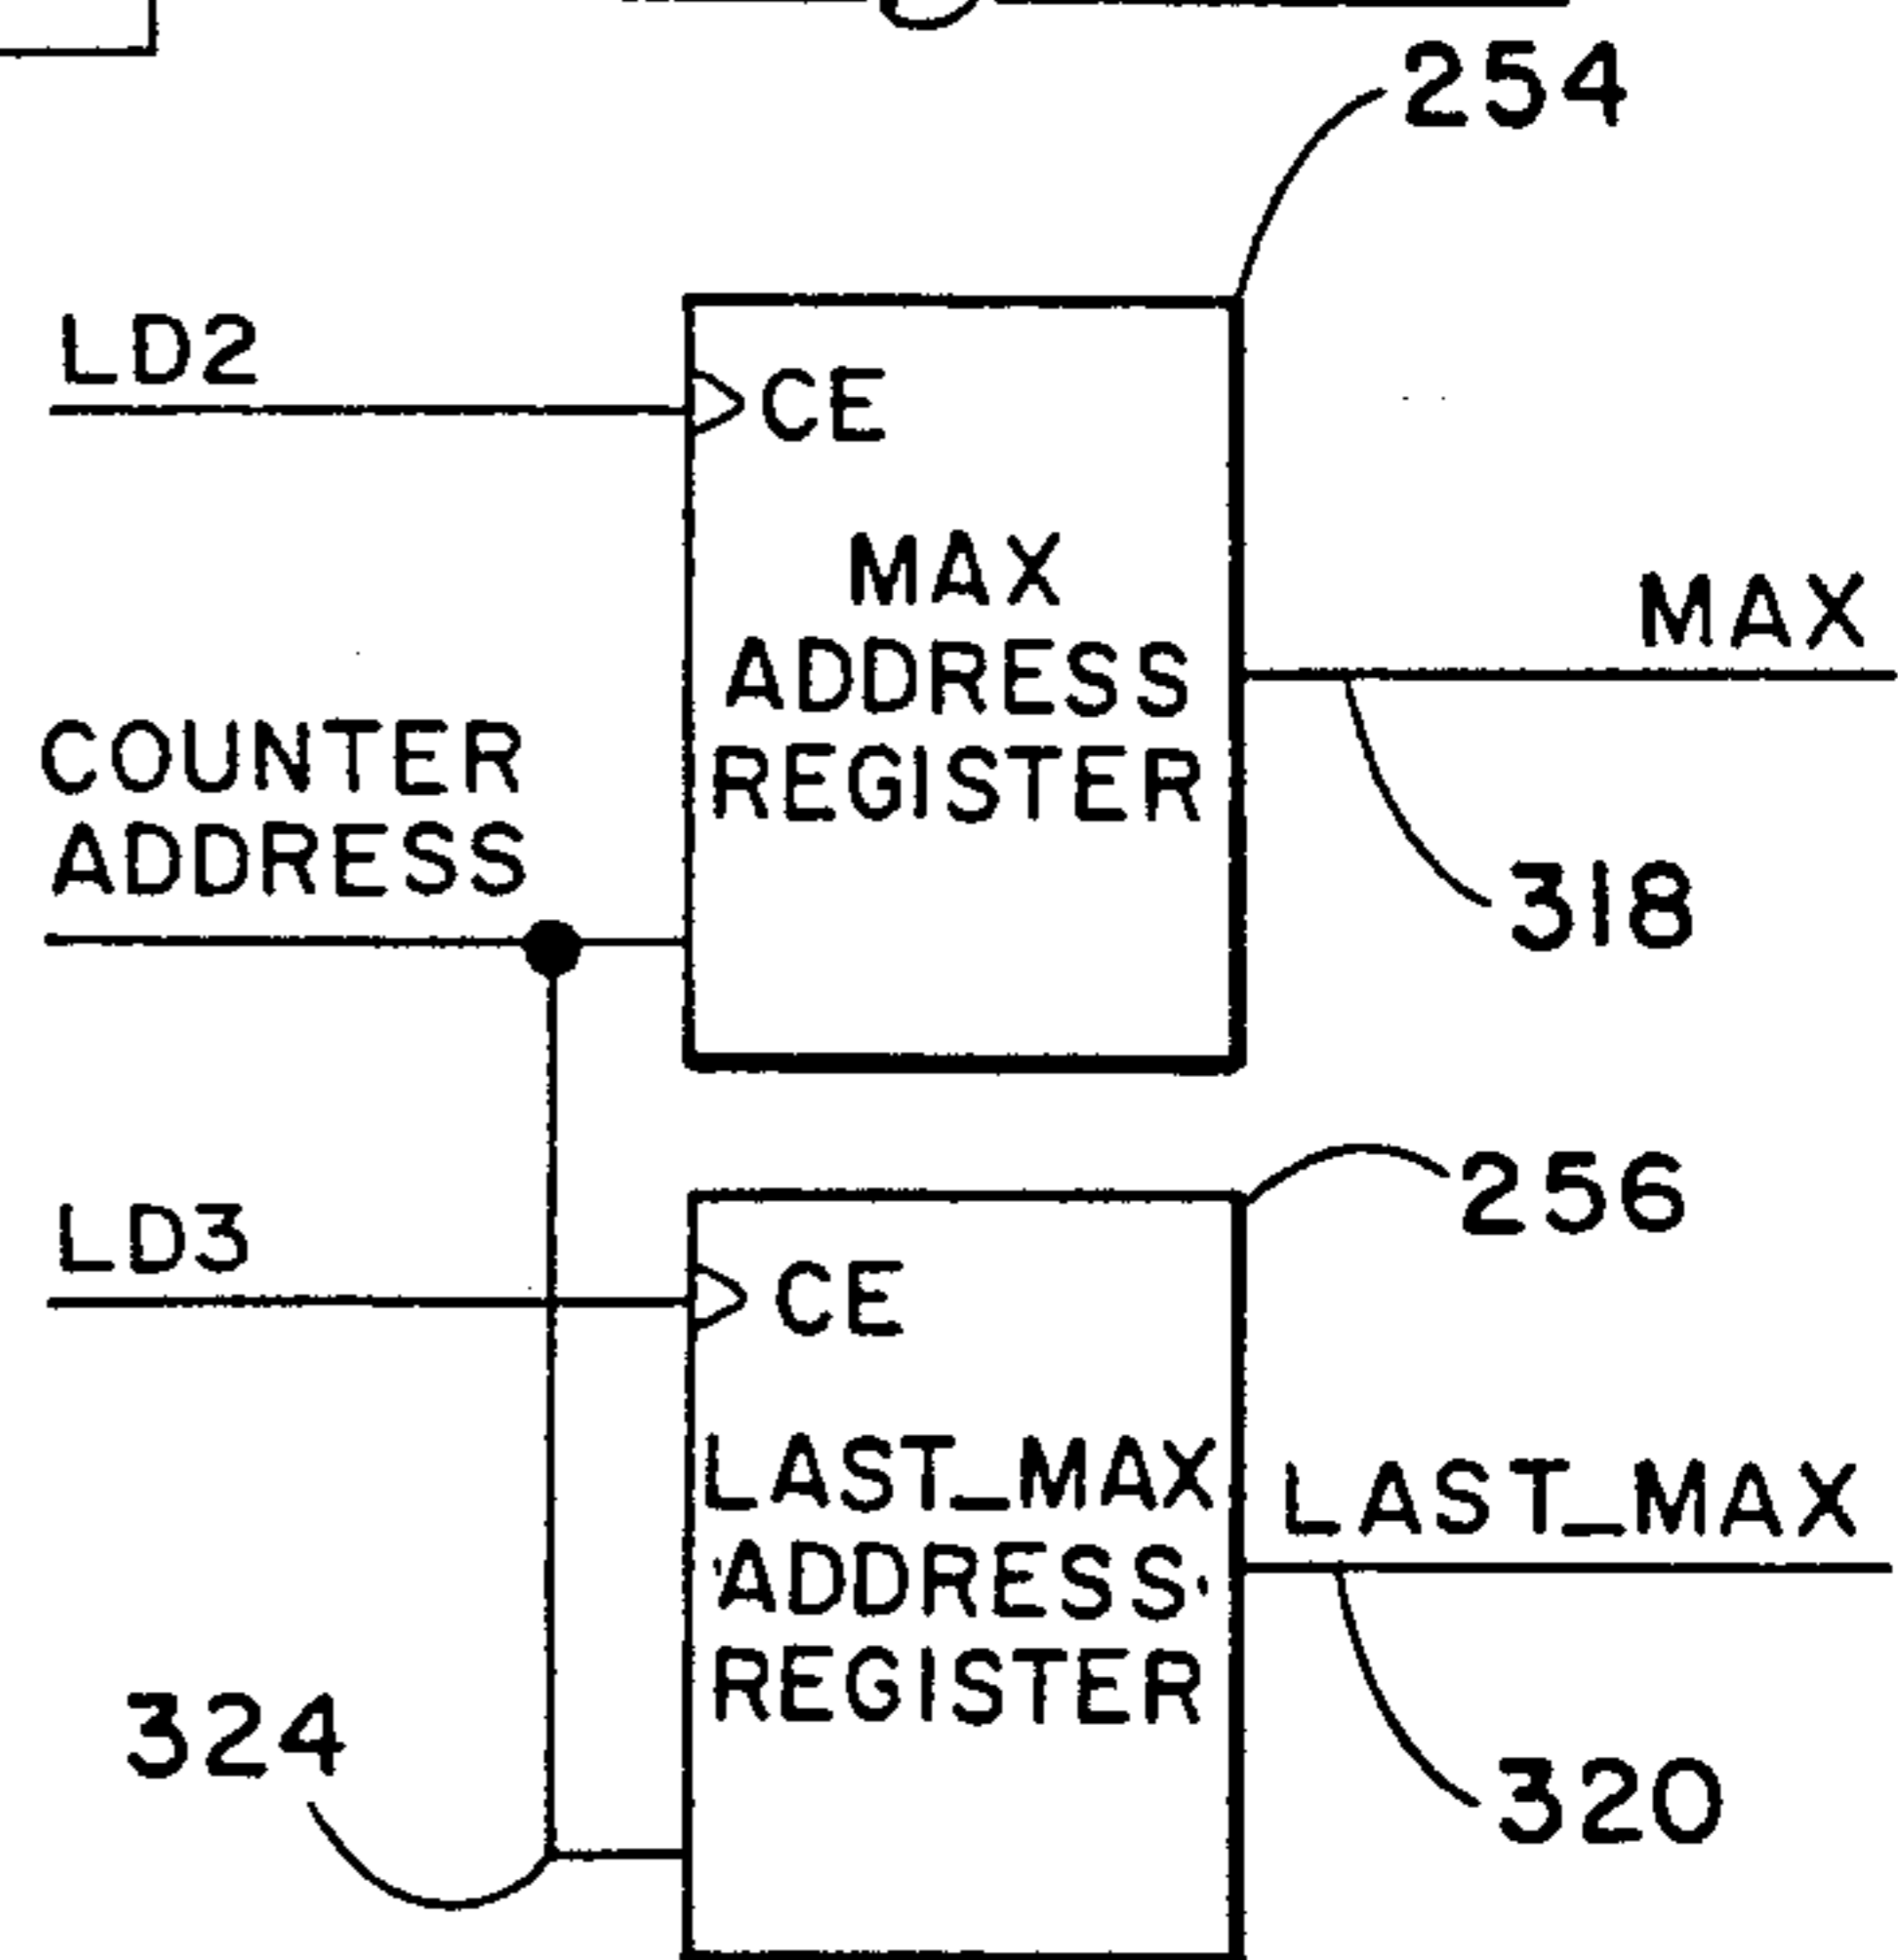 254
LD2
CE
MAX
ADDRESS
REGISTER
MAX
COUNTER
ADDRESS
318
256
LD3
CE
LAST_MAX
ADDRESS
REGISTER
LAST_MAX
324
320